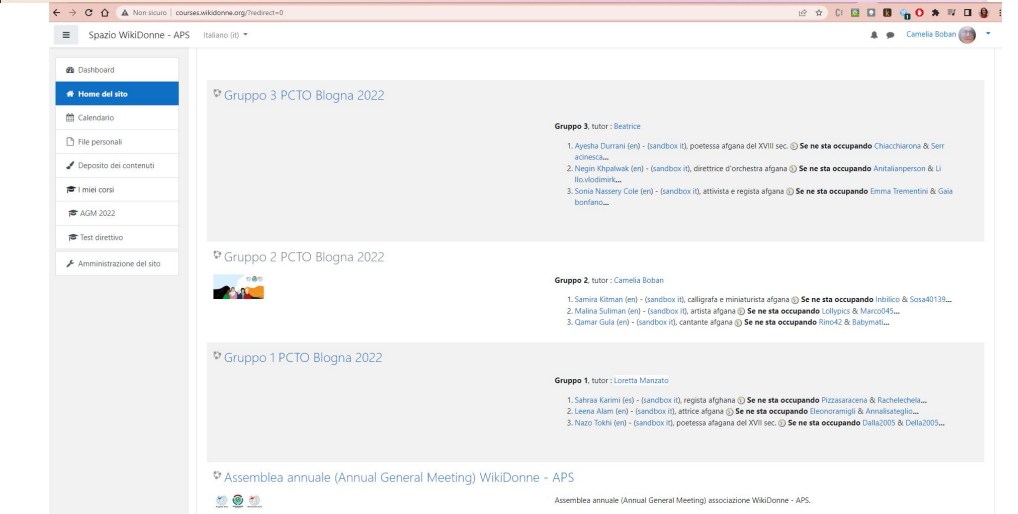 Non sicuro | courses.wikidonne.org/?redirect=0
Spazio WikiDonne - APS Italiano (it)
Camelia Boban
Dashboard
Home del sito
Calendario
File personali
Deposito dei contenuti
I miei corsi
AGM 2022
Test direttivo
Amministrazione del sito
Gruppo 3 PCTO Blogna 2022
Gruppo 3, tutor : Beatrice
1. Ayesha Durrani (en) - (sandbox it), poetessa afgana del XVIII sec. Se ne sta occupando Chiacchiarona & Serr
acinesca...
2. Negin Khpalwak (en) - (sandbox it), direttrice d'orchestra afgana Se ne sta occupando Anitalianperson & Li
llo.vlodimirk...
3. Sonia Nassery Cole (en) - (sandbox it), attivista e regista afgana Se ne sta occupando Emma Trementini & Gaia
bonfano...
Gruppo 2 PCTO Blogna 2022
Gruppo 2, tutor : Camelia Boban
1. Samira Kitman (en) - (sandbox it), calligrafa e miniaturista afgana Se ne sta occupando Inbilico & Sosa40139...
2. Malina Suliman (en) - (sandbox it), artista afgana Se ne sta occupando Lollypics & Marco045...
3. Qamar Gula (en) - (sandbox it), cantante afgana Se ne sta occupando Rino42 & Babymati...
Gruppo 1 PCTO Blogna 2022
Gruppo 1, tutor : Loretta Manzato
1. Sahraa Karimi (es) - (sandbox it), regista afghana Se ne sta occupando Pizzasaracena & Rachelechela...
2. Leena Alam (en) - (sandbox it), attrice afgana Se ne sta occupando Eleonoramigli & Annalisateglio...
3. Nazo Tokhi (en) - (sandbox it), poetessa afagana del XVII sec. Se ne sta occupando Dalla2005 & Della2005...
Assemblea annuale (Annual General Meeting) WikiDonne - APS
Assemblea annuale (Annual General Meeting) associazione WikiDonne - APS.